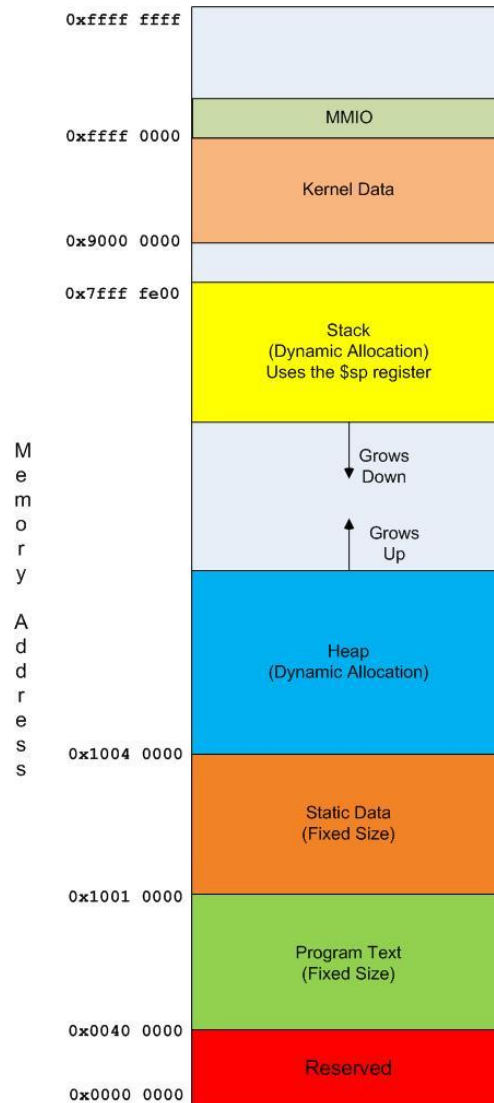 0xffff ffff
MMIO
0xffff 0000
Kernel Data
0x9000 0000
0x7fff fe00
Stack
(Dynamic Allocation)
Uses the $sp register
Grows
Down
Grows
Up
Memory Address
Heap
(Dynamic Allocation)
0x1004 0000
Static Data
(Fixed Size)
0x1001 0000
Program Text
(Fixed Size)
0x0040 0000
Reserved
0x0000 0000